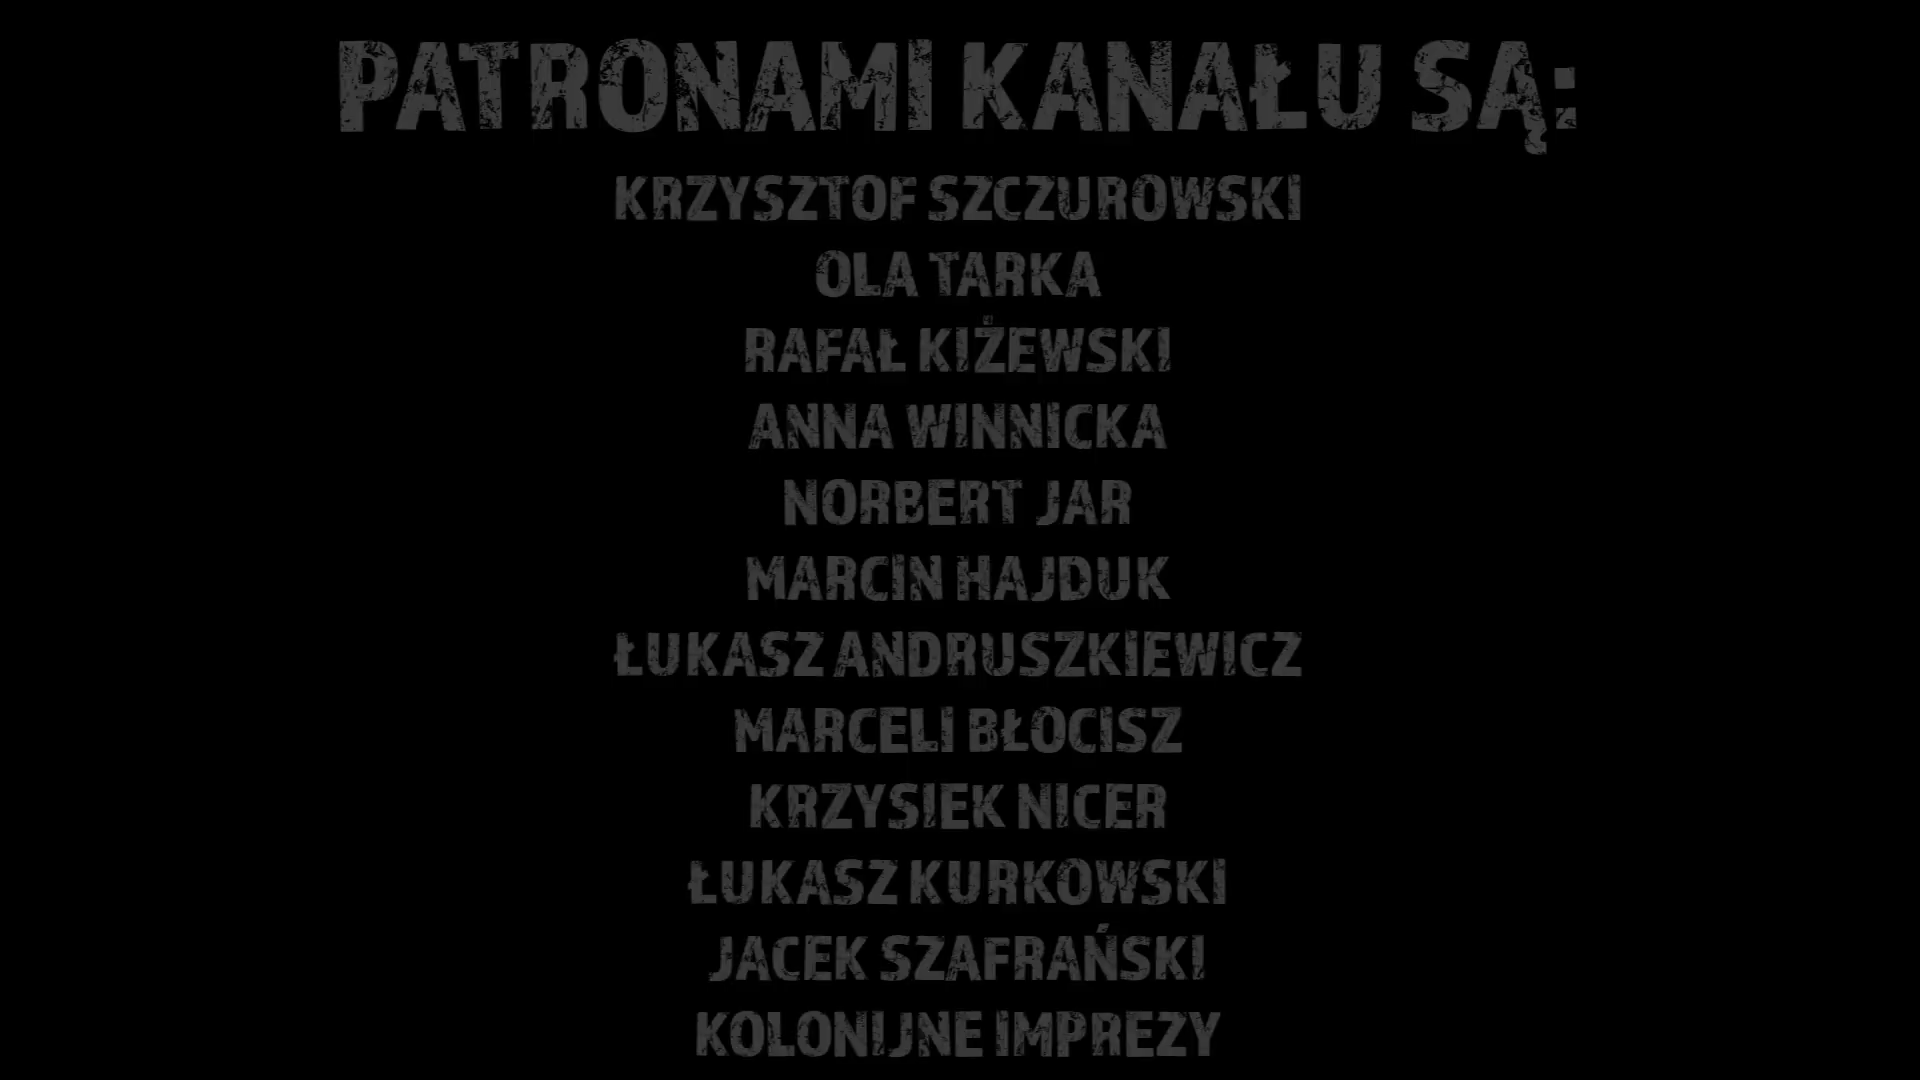 PATRONAMI KANAŁU SĄ:
KRZYSZTOF SZCZUROWSKI
OLA TARKA
RAFAŁ KIŻEWSKI
ANNA WINNICKA
NORBERT JAR
MARCIN HAJDUK
ŁUKASZ ANDRUSZKIEWICZ
MARCELI BŁOCISZ
KRZYSIEK NICER
ŁUKASZ KURKOWSKI
JACEK SZAFRAŃSKI
KOLONIJNE IMPREZY